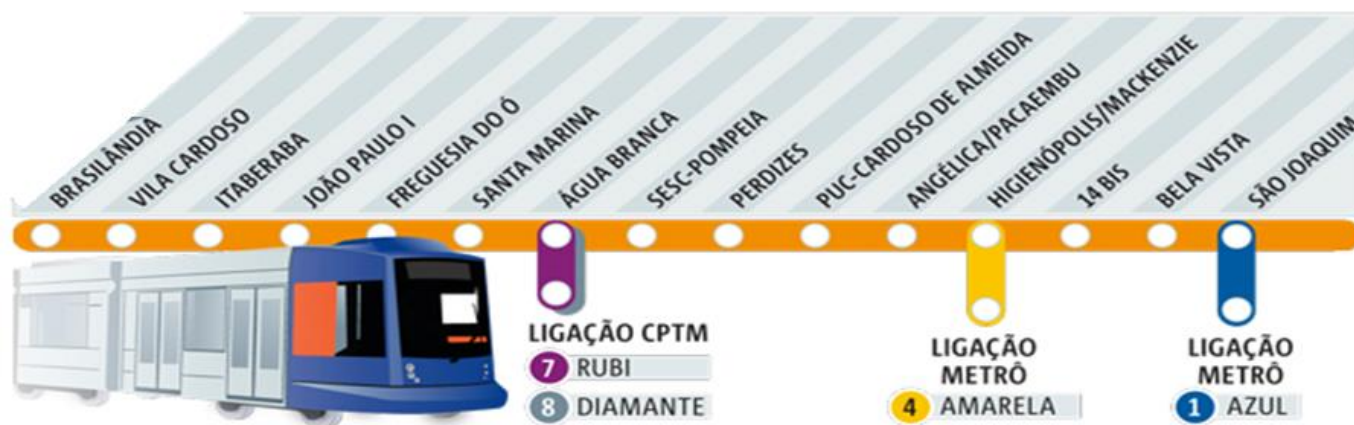 BRASILÂNDIA
VILA CARDOSO
ITABERABA
JOÃO PAULO I
FREGUESIA DO Ó
SANTA MARINA
ÁGUA BRANCA
SESC-POMPEIA
PERDIZES
PUC-CARDOSO DE ALMEIDA
ANGÉLICA/PACAEMBU
HIGIENÓPOLIS/MACKENZIE
14 BIS
BELA VISTA
SÃO JOAQUIM
LIGAÇÃO CPTM
7 RUBI
8 DIAMANTE
LIGAÇÃO
METRÔ
4 AMARELA
LIGAÇÃO
METRÔ
1 AZUL